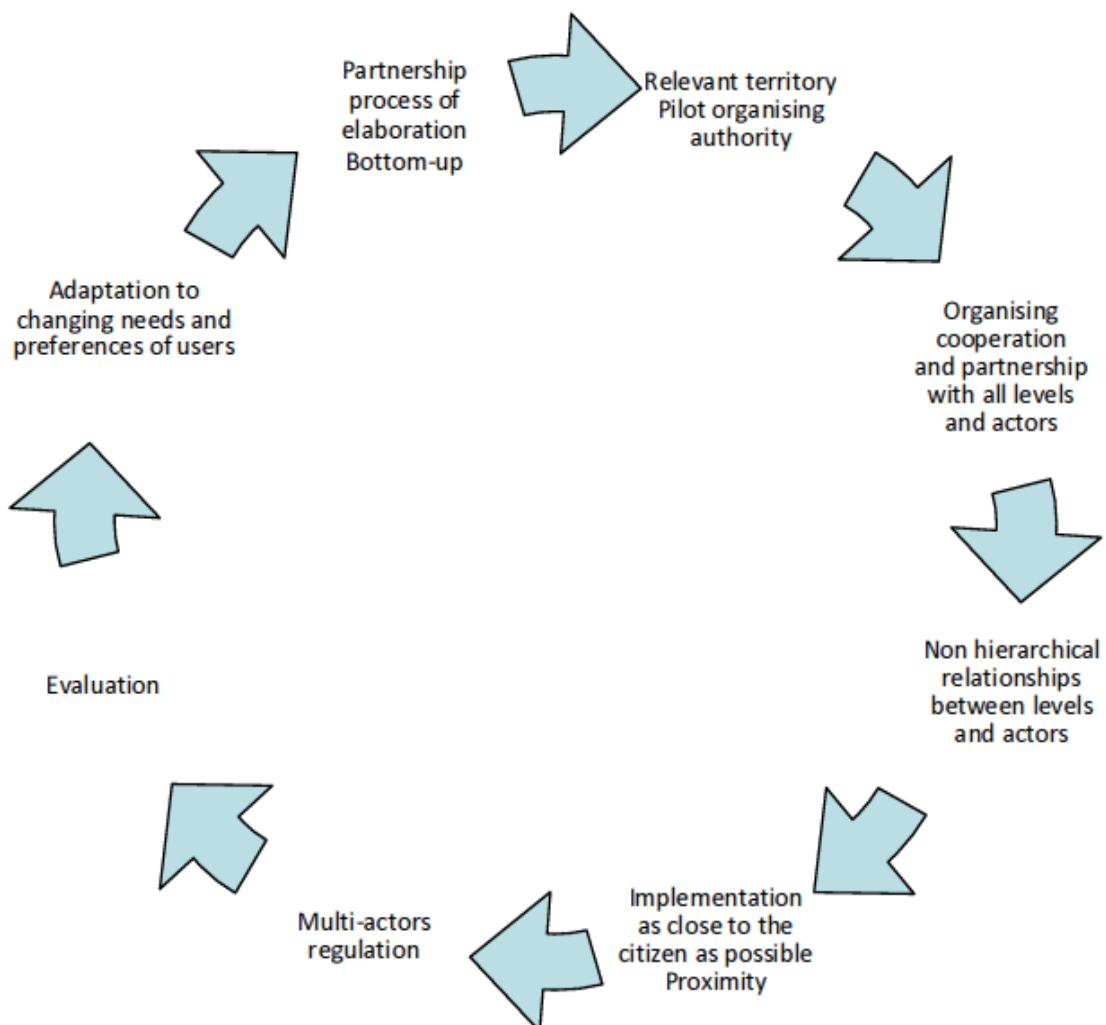 Partnership
process of
elaboration
Bottom-up
Relevant territory
Pilot organising
authority
Organising
cooperation
and partnership
with all levels
and actors
Non hierarchical
relationships
between levels
and actors
Implementation
as close to the
citizen as possible
Proximity
Multi-actors
regulation
Evaluation
Adaptation to
changing needs and
preferences of users